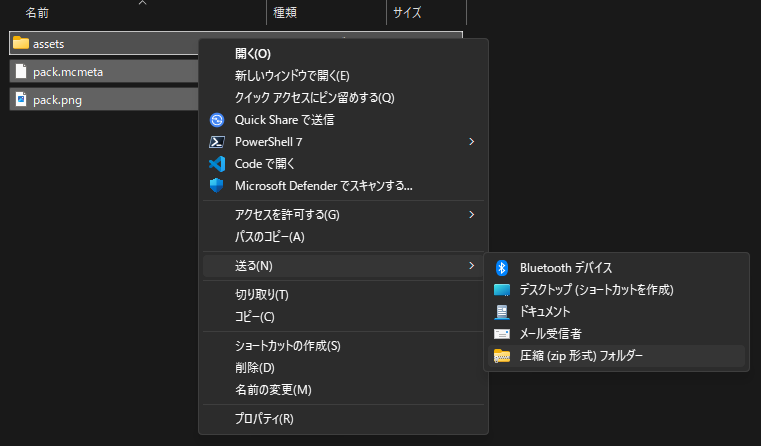 名前
種類
サイズ
assets
pack.mcmeta
pack.png
開く(O)
新しいウィンドウで開く(E)
クイック アクセスにピン留めする(Q)
Quick Share で送信
PowerShell 7
Code で開く
Microsoft Defender でスキャンする...
アクセスを許可する(G)
パスのコピー(A)
送る(N)
切り取り(T)
コピー(C)
ショートカットの作成(S)
削除(D)
名前の変更(M)
プロパティ(R)
Bluetooth デバイス
デスクトップ (ショートカットを作成)
ドキュメント
メール受信者
圧縮 (zip 形式) フォルダー